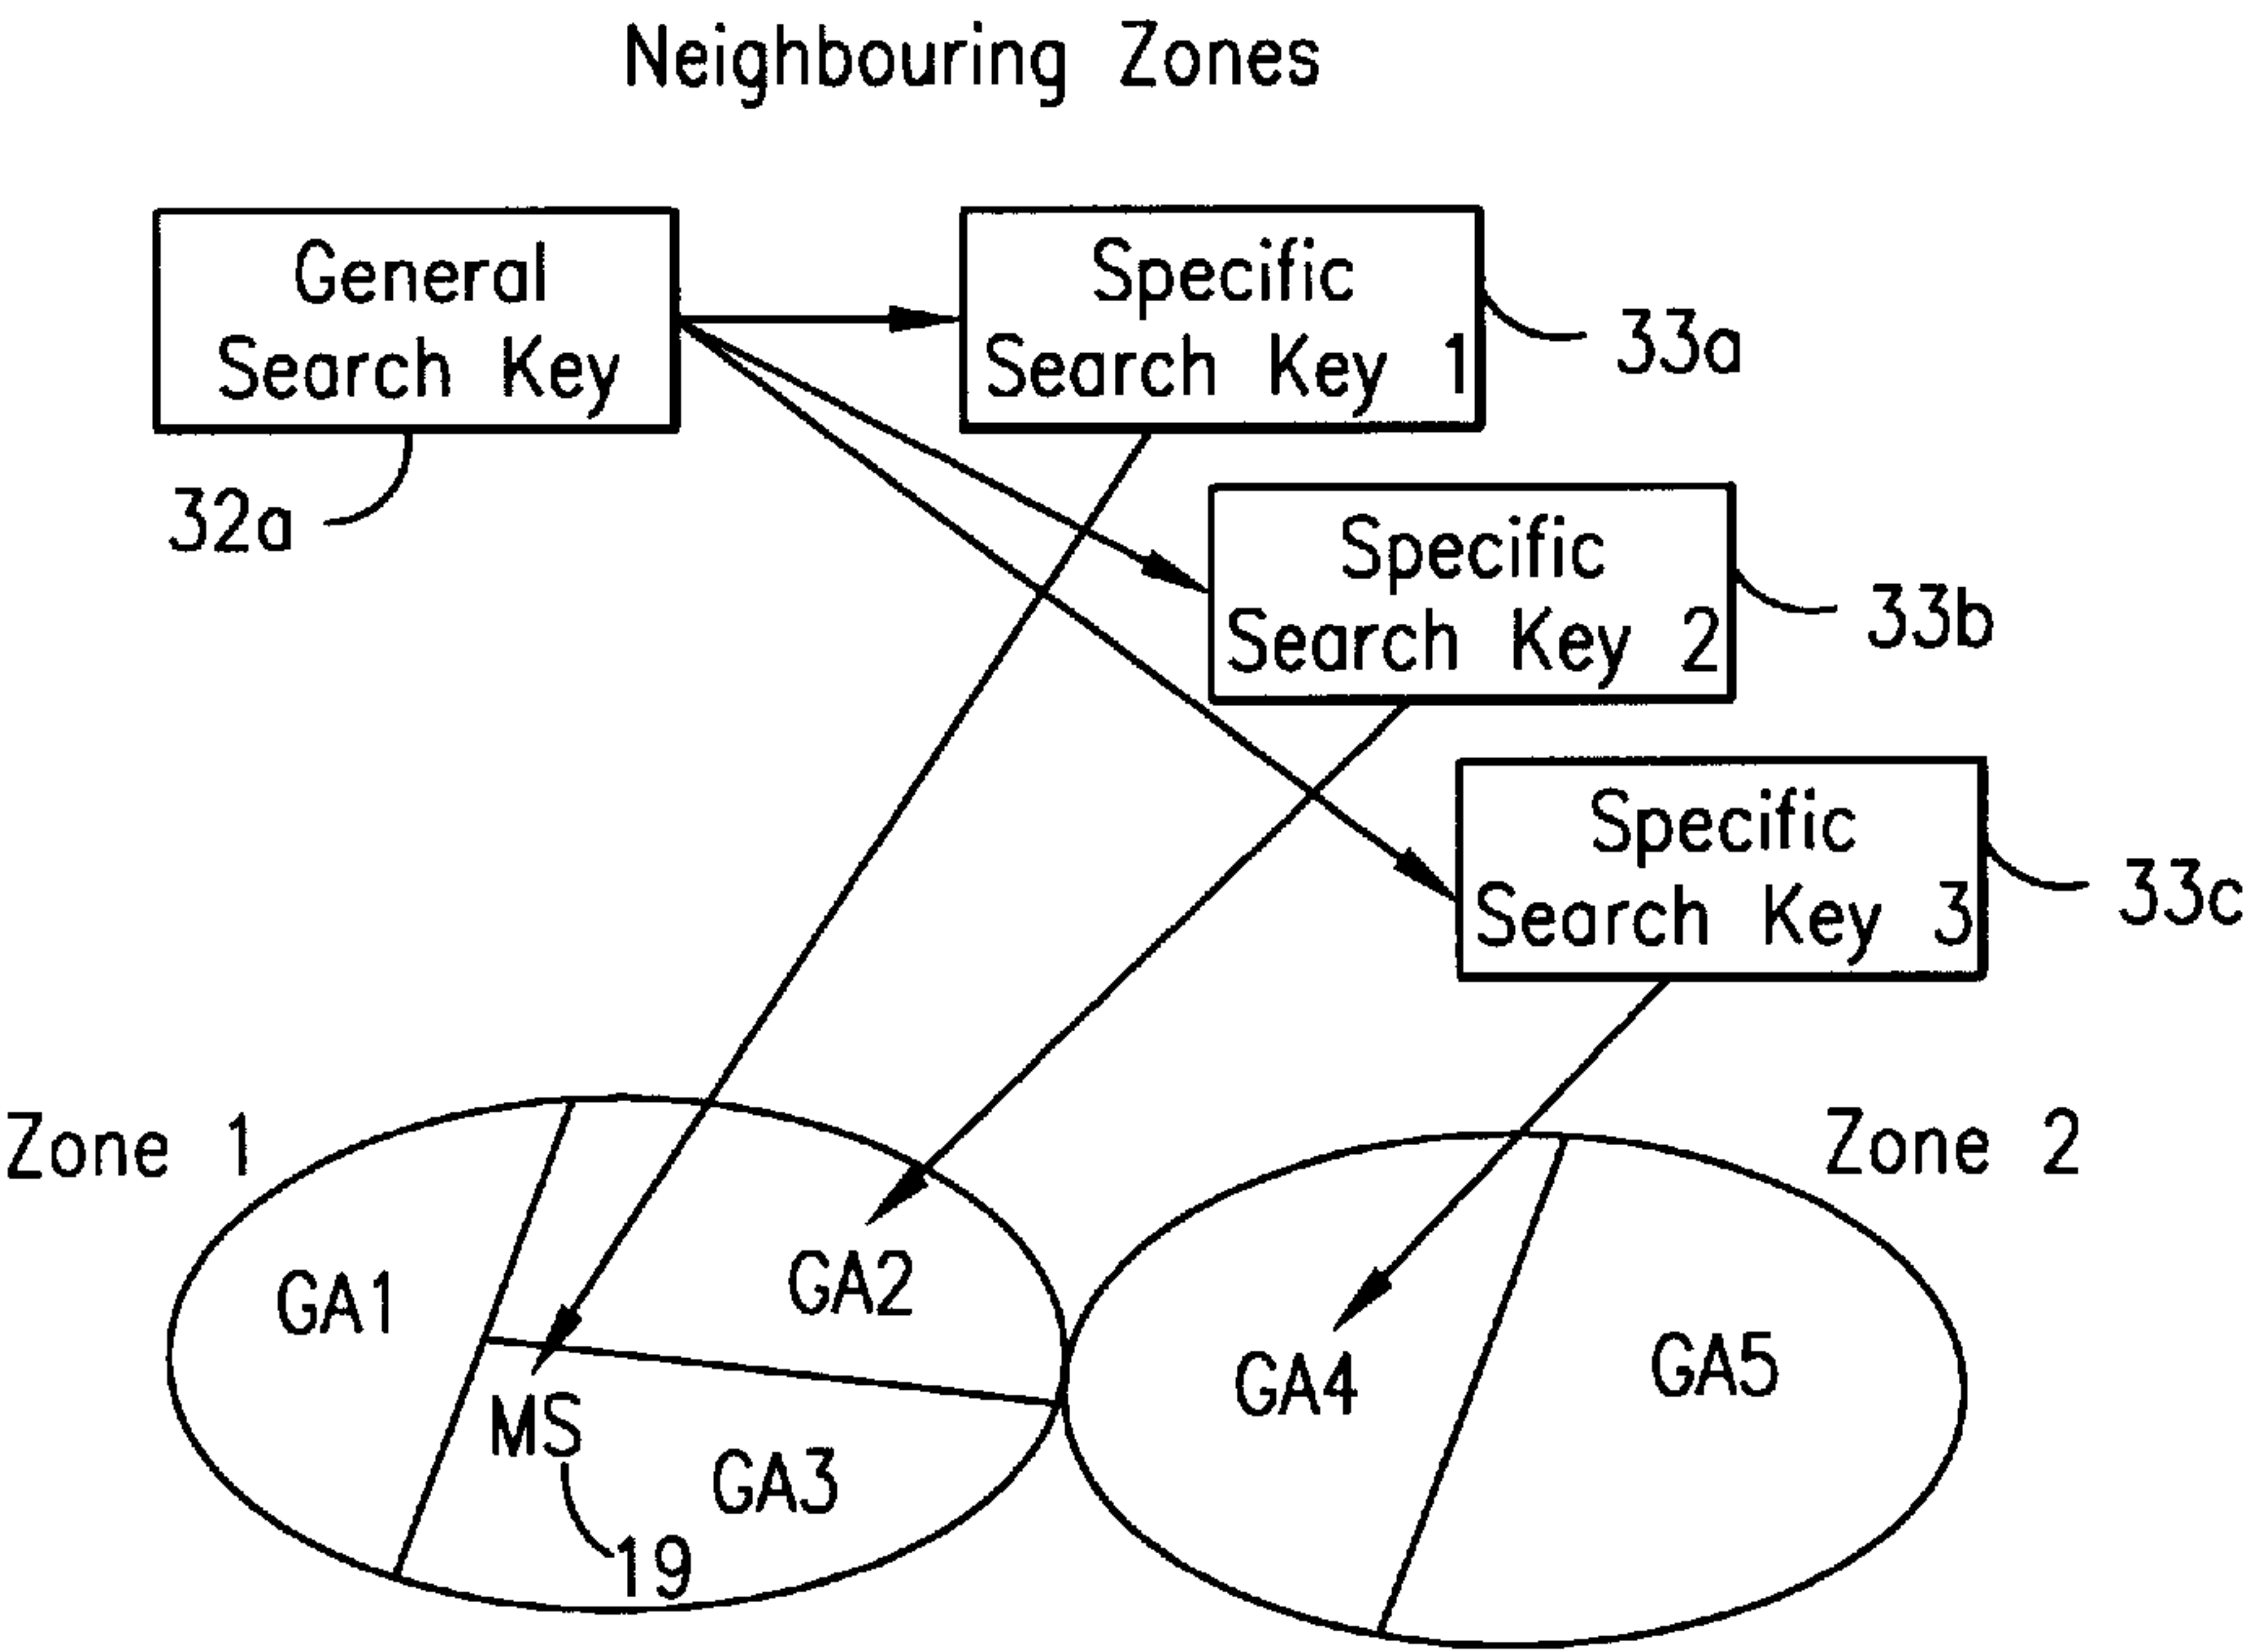 Neighbouring Zones
General
Search Key
32a
Specific
Search Key 1
33a
Specific
Search Key 2
33b
Specific
Search Key 3
33c
Zone 1
GA1
GA2
MS
19
GA3
Zone 2
GA4
GA5